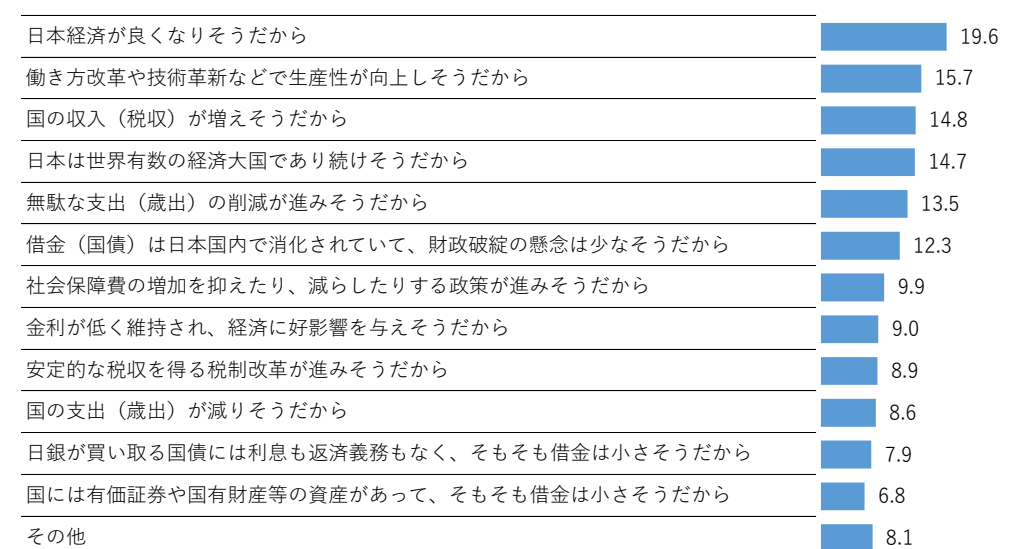 日本経済が良くなりそうだから 19.6
働き方改革や技術革新などで生産性が向上しそうだから 15.7
国の収入（税収）が増えそうだから 14.8
日本は世界有数の経済大国であり続けそうだから 14.7
無駄な支出（歳出）の削減が進みそうだから 13.5
借金（国債）は日本国内で消化されていて、財政破綻の懸念は少なそうだから 12.3
社会保障費の増加を抑えたり、減らしたりする政策が進みそうだから 9.9
金利が低く維持され、経済に好影響を与えそうだから 9.0
安定的な税収を得る税制改革が進みそうだから 8.9
国の支出（歳出）が減りそうだから 8.6
日銀が買い取る国債には利息も返済義務もなく、そもそも借金は小さそうだから 7.9
国には有価証券や国有財産等の資産があって、そもそも借金は小さそうだから 6.8
その他 8.1